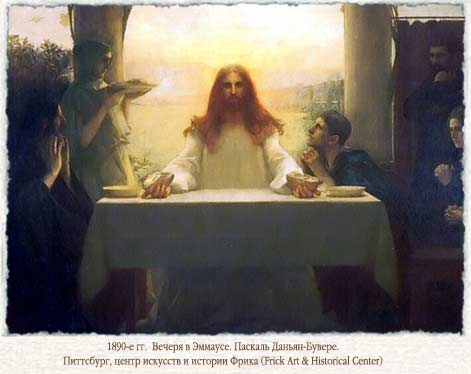 1890-е гг. Вечеря в Эммаусе. Паскаль Даньян-Бувере.
Питтсбург, центр искусств и истории Фрика (Frick Art & Historical Center)